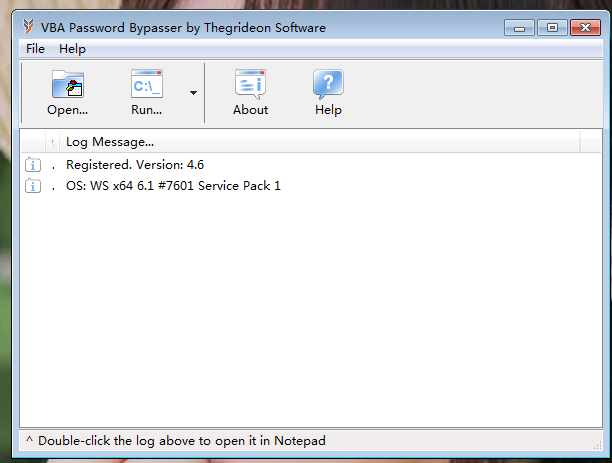 VBA Password Bypasser by Thegrideon Software
File Help
C:\_
Open... Run... About Help
Log Message...
. Registered. Version: 4.6
. OS: WS x64 6.1 #7601 Service Pack 1
^ Double-click the log above to open it in Notepad